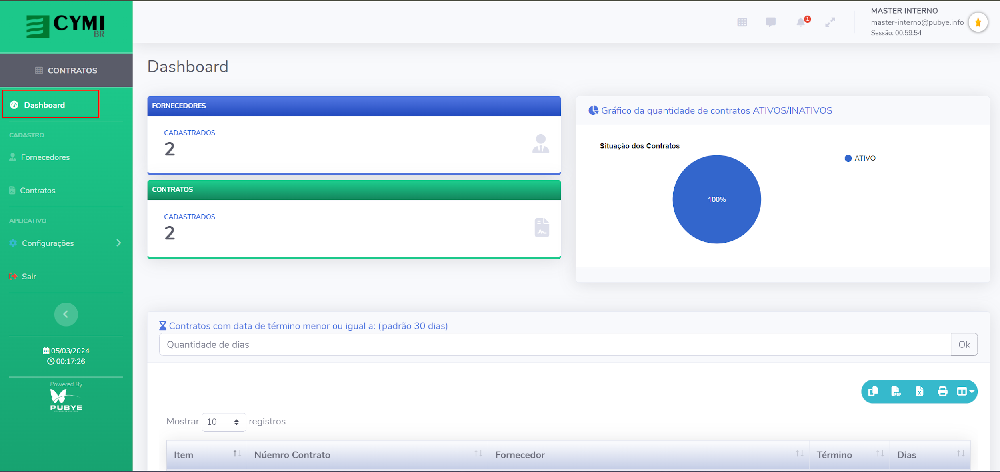 CYMI
BR
CONTRATOS
Dashboard
CADASTRO
Fornecedores
Contratos
APLICATIVO
Configurações
Sair
05/03/2024
00:17:26
Powered By
PUBYE
1
MASTER INTERNO
master-interno@pubye.info
Sessão: 00:59:54
Dashboard
FORNECEDORES
CADASTRADOS
2
CONTRATOS
CADASTRADOS
2
Gráfico da quantidade de contratos ATIVOS/INATIVOS
Situação dos Contratos
ATIVO
100%
Contratos com data de término menor ou igual a: (padrão 30 dias)
Quantidade de dias Ok
PDF X
Mostrar 10 registros
Item Núemro Contrato Fornecedor Término Dias